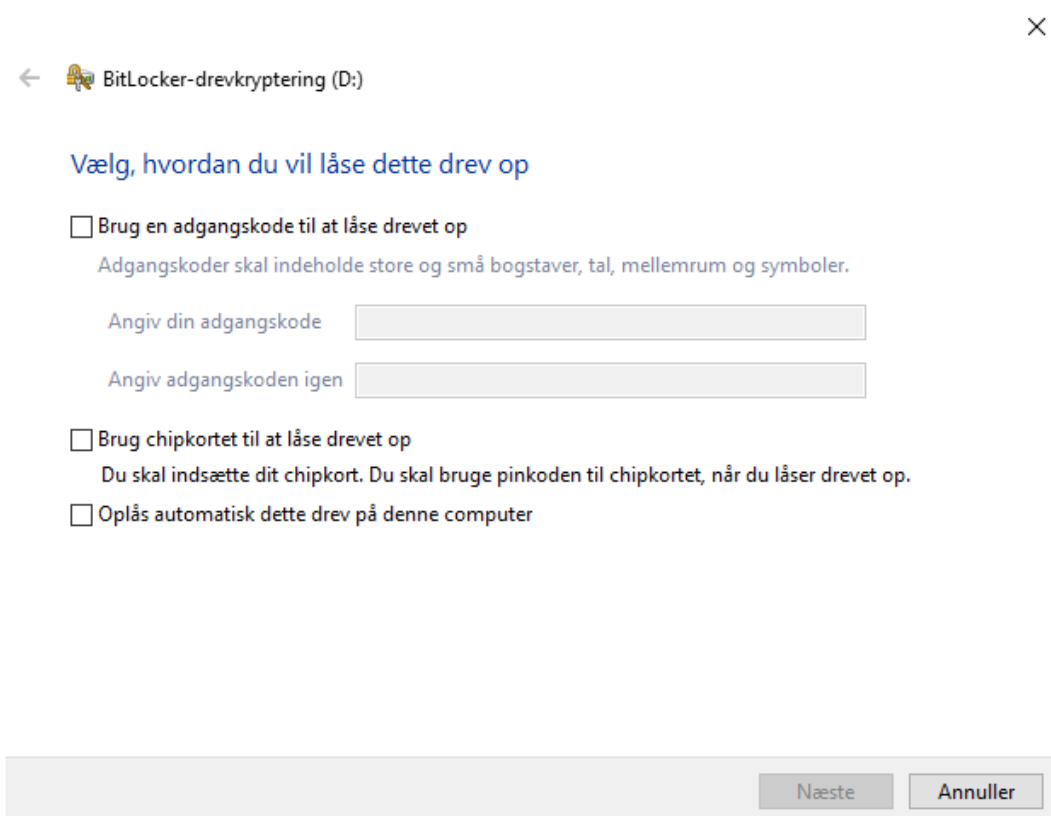 BitLocker-drevkryptering (D:)
Vælg, hvordan du vil låse dette drev op
Brug en adgangskode til at låse drevet op
Adgangskoder skal indeholde store og små bogstaver, tal, mellemrum og symboler.
Angiv din adgangskode
Angiv adgangskoden igen
Brug chipkortet til at låse drevet op
Du skal indsætte dit chipkort. Du skal bruge pinkoden til chipkortet, når du låser drevet op.
Oplås automatisk dette drev på denne computer
Næste Annuller